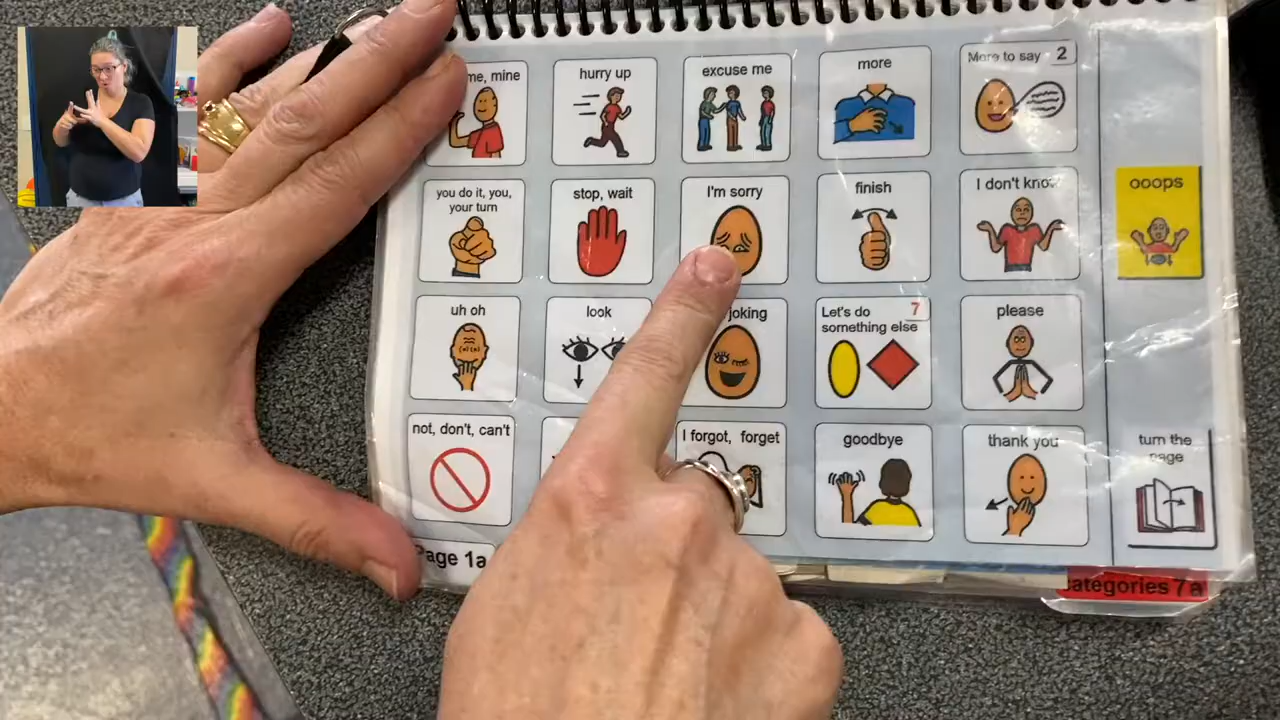 me, mine
hurry up
excuse me
more
More to say 2
you do it, you,
your turn
stop, wait
I'm sorry
finish
I don't know
ooops
uh oh
look
joking
Let's do 7
something else
please
not, don't, can't
I forgot, forget
goodbye
thank you
turn the
page
Page 1a
categories 7a